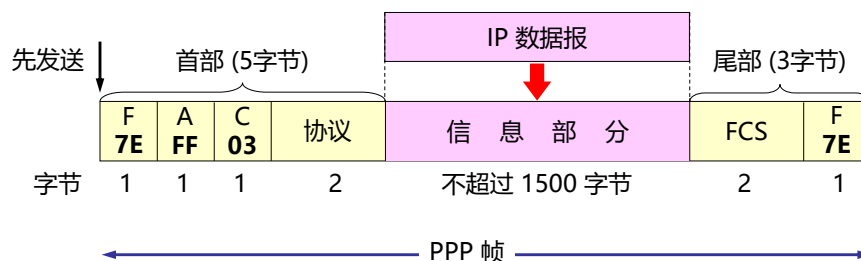 IP 数据报
先发送 首部 (5字节) 尾部 (3字节)
F A C F
7E FF 03 协议 信 息 部 分 FCS 7E
字节 1 1 1 2 不超过 1500 字节 2 1
PPP 帧